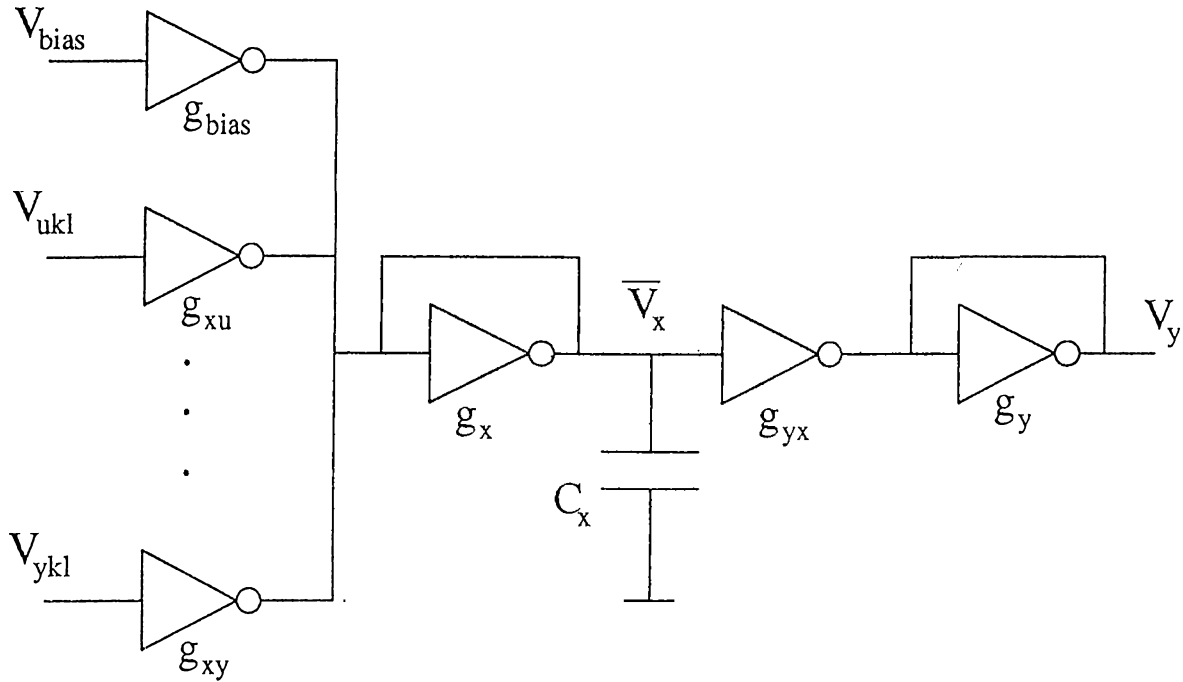 V_bias
g_bias
V_ukl
g_xu
V̅_x
V_y
g_x
g_yx
g_y
C_x
V_ykl
g_xy